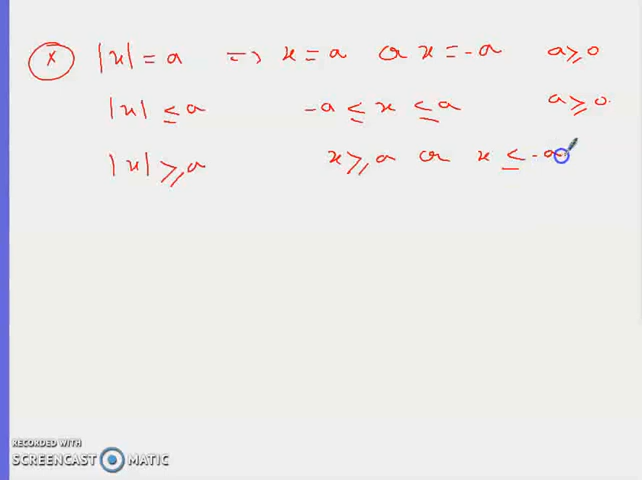 * |x| = a => x = a or x = -a a ≥ 0
|x| ≤ a -a ≤ x ≤ a a ≥ 0.
|x| ≥ a x ≥ a or x ≤ -a
RECORDED WITH
SCREENCAST MATIC